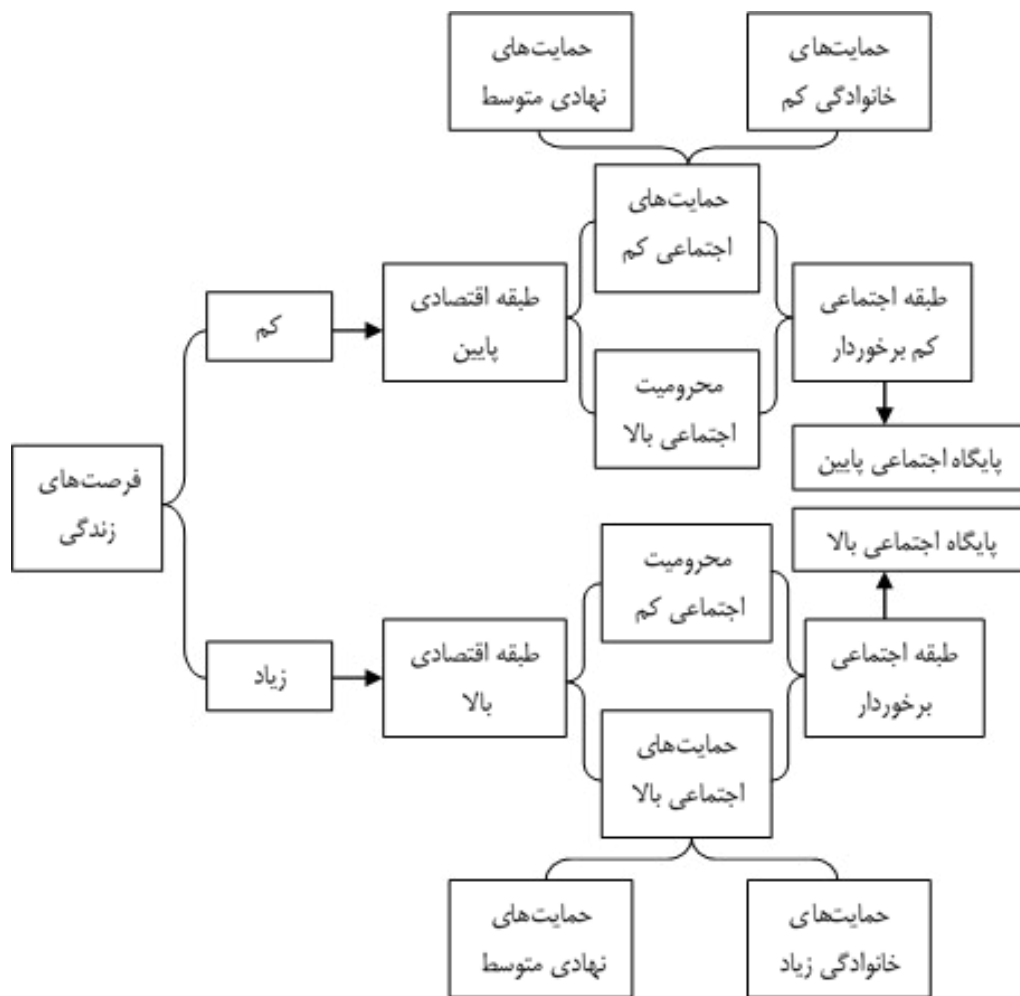 حمایت‌های
خانوادگی کم
حمایت‌های
نهادی متوسط
حمایت‌های
اجتماعی کم
طبقه اجتماعی
کم برخوردار
طبقه اقتصادی
پایین
کم
محرومیت
اجتماعی بالا
پایگاه اجتماعی پایین
فرصت‌های
زندگی
پایگاه اجتماعی بالا
محرومیت
اجتماعی کم
طبقه اجتماعی
برخوردار
طبقه اقتصادی
بالا
زیاد
حمایت‌های
اجتماعی بالا
حمایت‌های
خانوادگی زیاد
حمایت‌های
نهادی متوسط